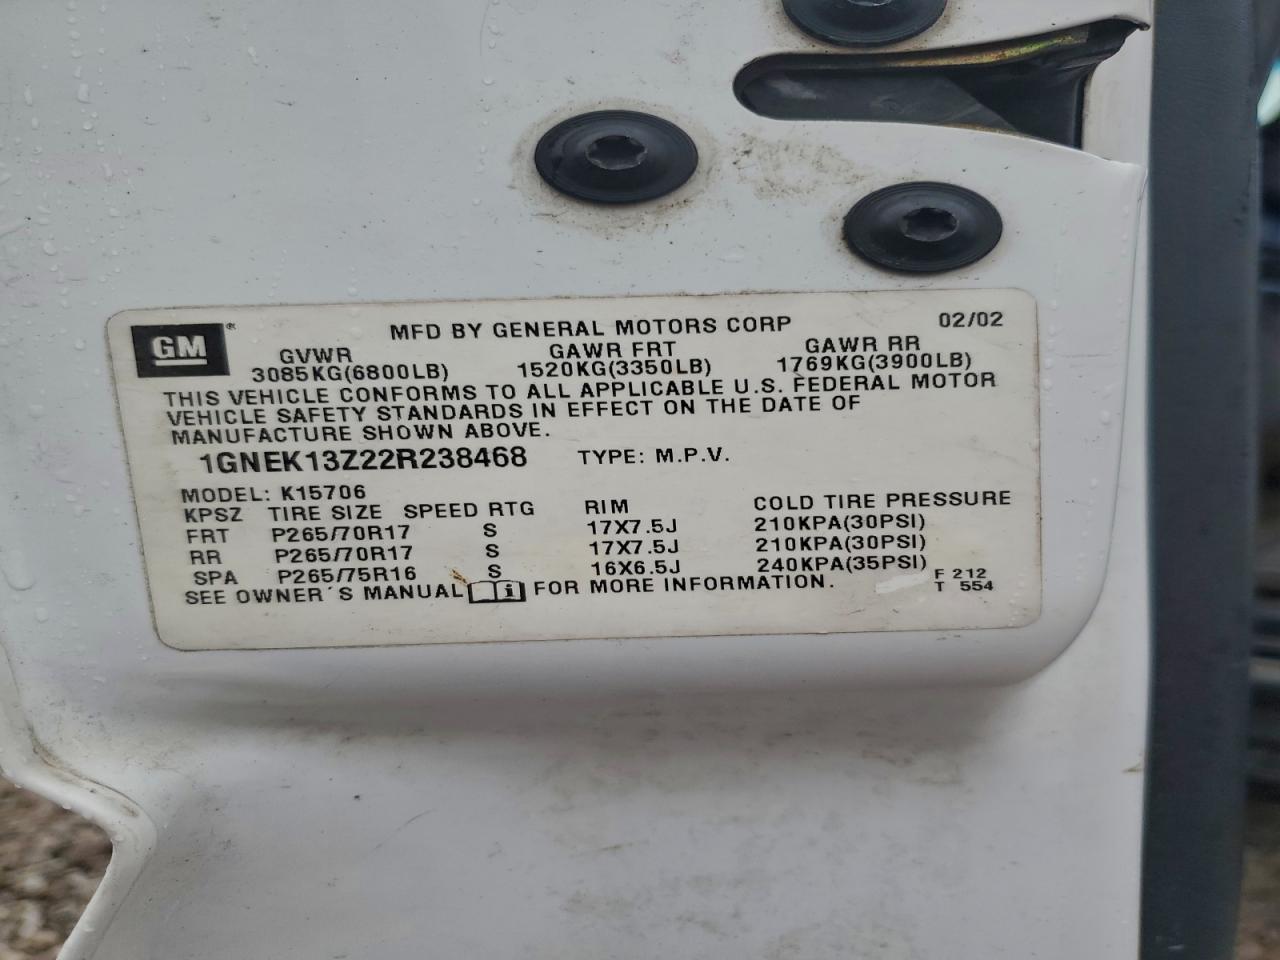 GM ® MFD BY GENERAL MOTORS CORP 02/02
GVWR GAWR FRT GAWR RR
3085KG(6800LB) 1520KG(3350LB) 1769KG(3900LB)
THIS VEHICLE CONFORMS TO ALL APPLICABLE U.S. FEDERAL MOTOR
VEHICLE SAFETY STANDARDS IN EFFECT ON THE DATE OF
MANUFACTURE SHOWN ABOVE.
1GNEK13Z22R238468 TYPE: M.P.V.
MODEL: K15706
KPSZ TIRE SIZE SPEED RTG RIM COLD TIRE PRESSURE
FRT P265/70R17 S 17X7.5J 210KPA(30PSI)
RR P265/70R17 S 17X7.5J 210KPA(30PSI)
SPA P265/75R16 S 16X6.5J 240KPA(35PSI)
SEE OWNER'S MANUAL i FOR MORE INFORMATION. F 212
T 554